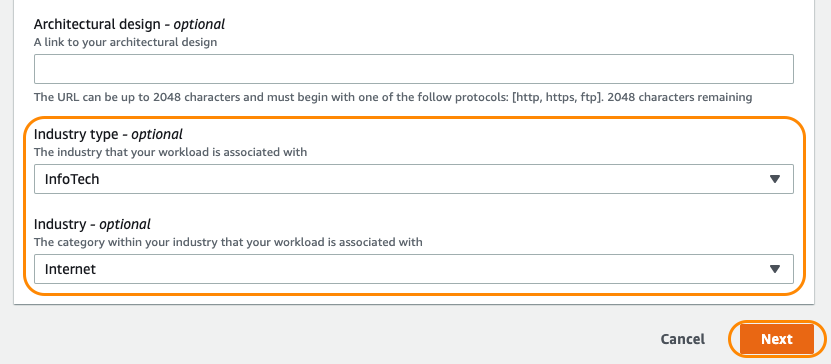 Architectural design - optional
A link to your architectural design
The URL can be up to 2048 characters and must begin with one of the follow protocols: [http, https, ftp]. 2048 characters remaining
Industry type - optional
The industry that your workload is associated with
InfoTech
Industry - optional
The category within your industry that your workload is associated with
Internet
Cancel
Next